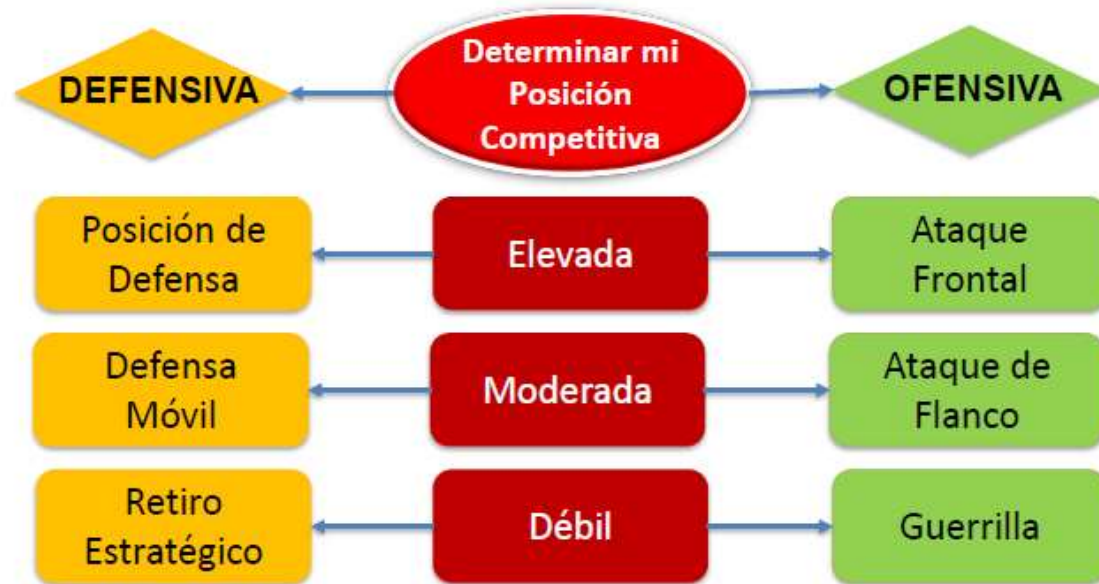 DEFENSIVA
Determinar mi
Posición
Competitiva
OFENSIVA
Posición de
Defensa
Elevada
Ataque
Frontal
Defensa
Móvil
Moderada
Ataque de
Flanco
Retiro
Estratégico
Débil
Guerrilla